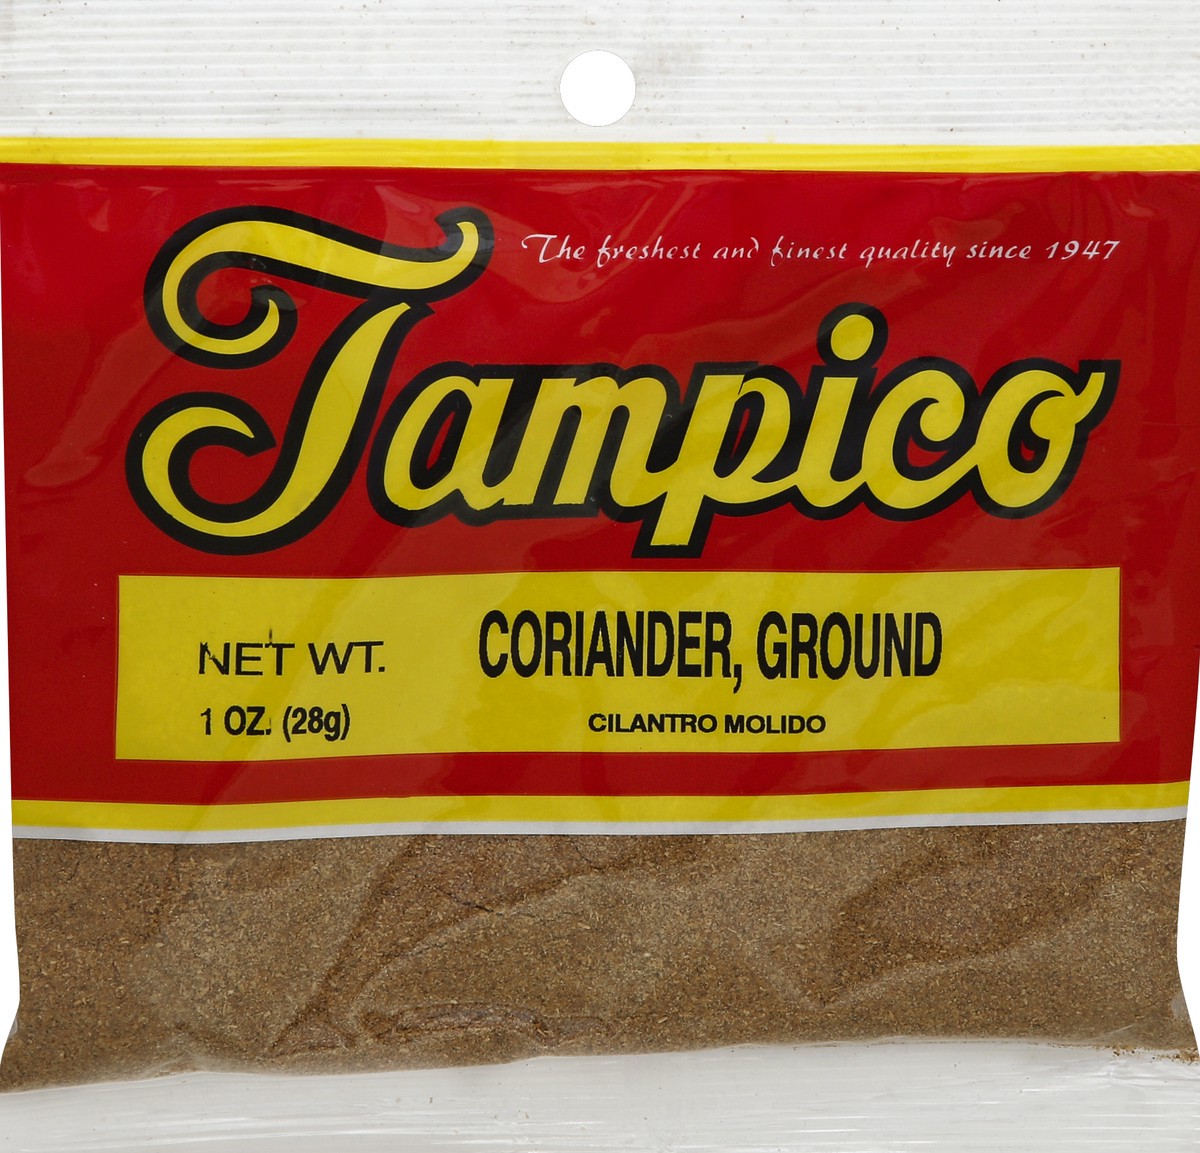 The freshest and finest quality since 1947
Tampico
NET WT.
1 OZ. (28g)
CORIANDER, GROUND
CILANTRO MOLIDO